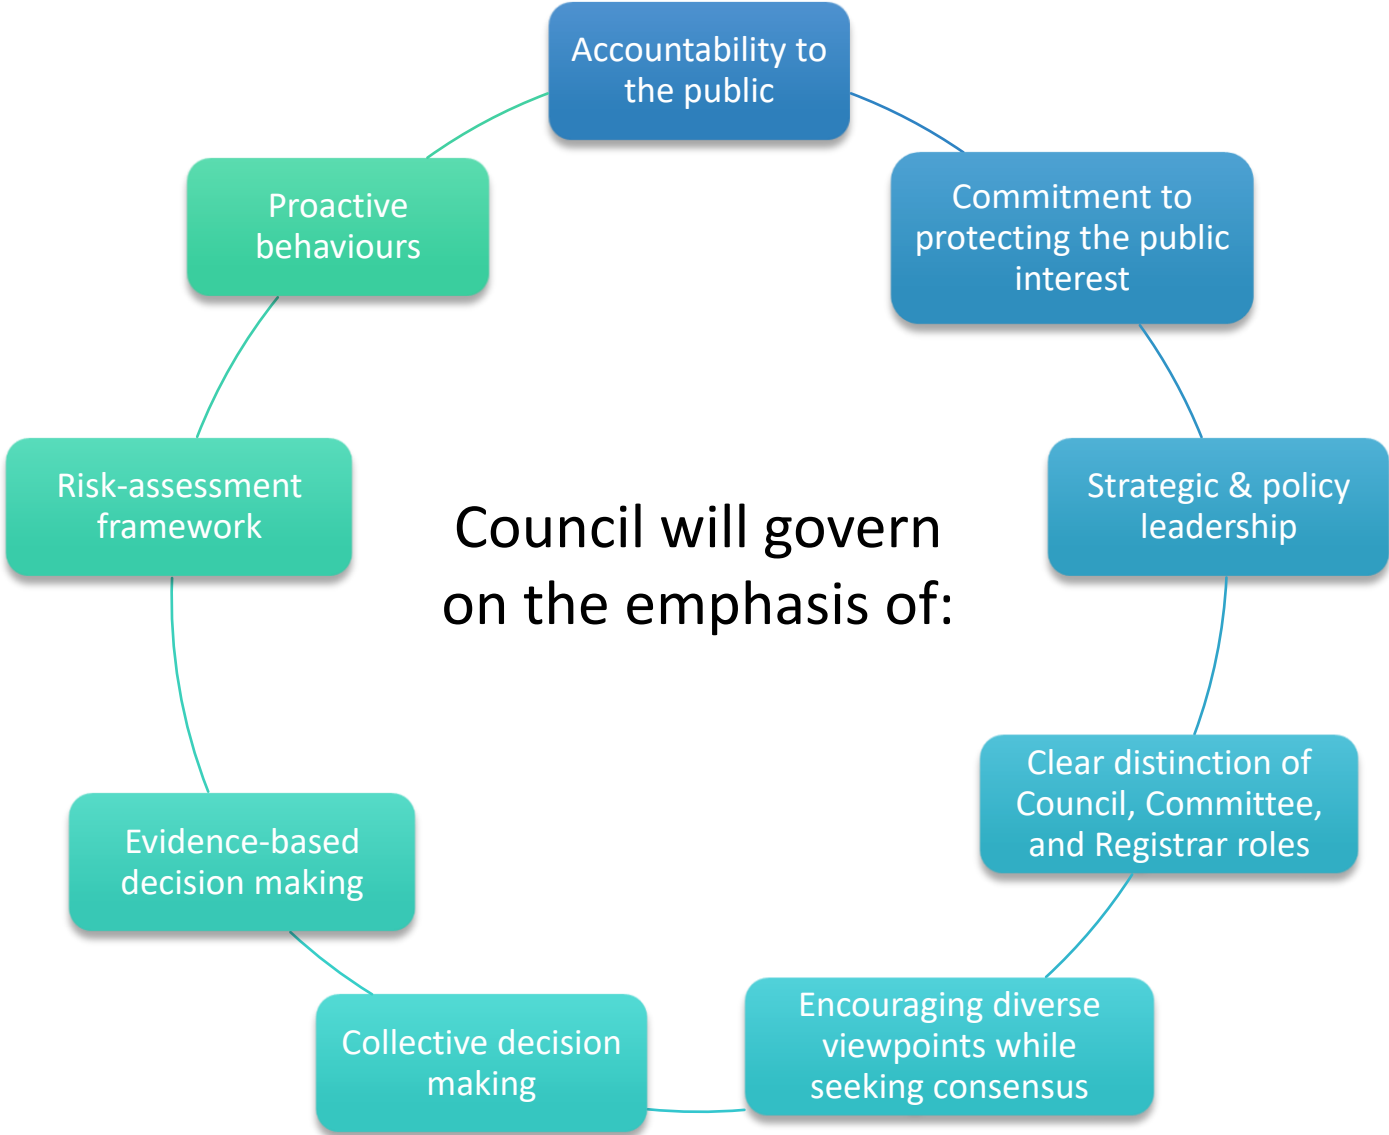 Accountability to
the public
Commitment to
protecting the public
interest
Strategic & policy
leadership
Clear distinction of
Council, Committee,
and Registrar roles
Encouraging diverse
viewpoints while
seeking consensus
Collective decision
making
Evidence-based
decision making
Risk-assessment
framework
Proactive
behaviours
Council will govern
on the emphasis of: